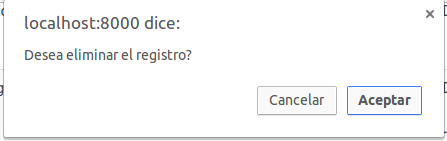 localhost:8000 dice:
Desea eliminar el registro?
Cancelar
Aceptar